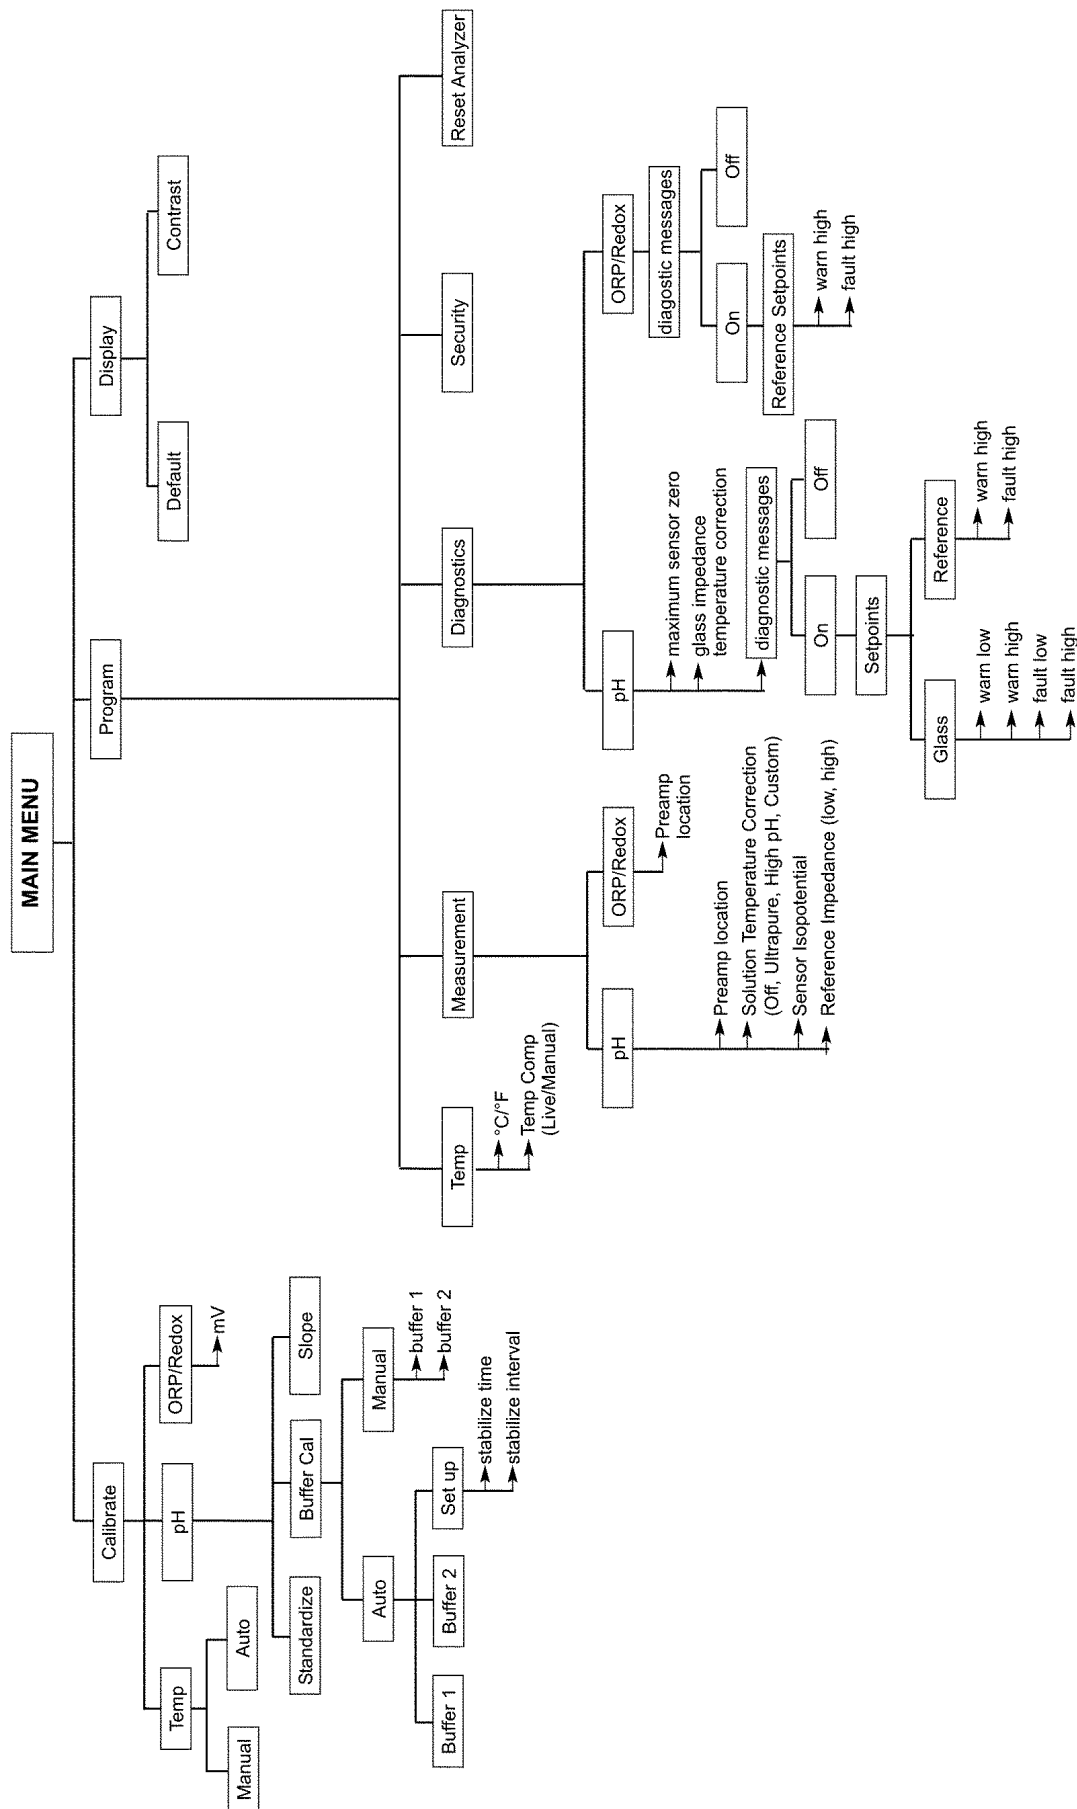 MAIN MENU
Calibrate
Program
Display
Temp
pH
ORP/Redox
mV
Manual
Auto
Standardize
Buffer Cal
Slope
Auto
Manual
buffer 1
buffer 2
Buffer 1
Buffer 2
Set up
stabilize time
stabilize interval
Default
Contrast
Temp
Measurement
Diagnostics
Security
Reset Analyzer
°C/°F
Temp Comp
(Live/Manual)
pH
ORP/Redox
Preamp
location
Preamp location
Solution Temperature Correction
(Off, Ultrapure, High pH, Custom)
Sensor Isopotential
Reference Impedance (low, high)
pH
ORP/Redox
maximum sensor zero
glass impedance
temperature correction
diagnostic messages
On
Off
Setpoints
Glass
Reference
warn low
warn high
fault low
fault high
warn high
fault high
diagostic messages
On
Off
Reference Setpoints
warn high
fault high